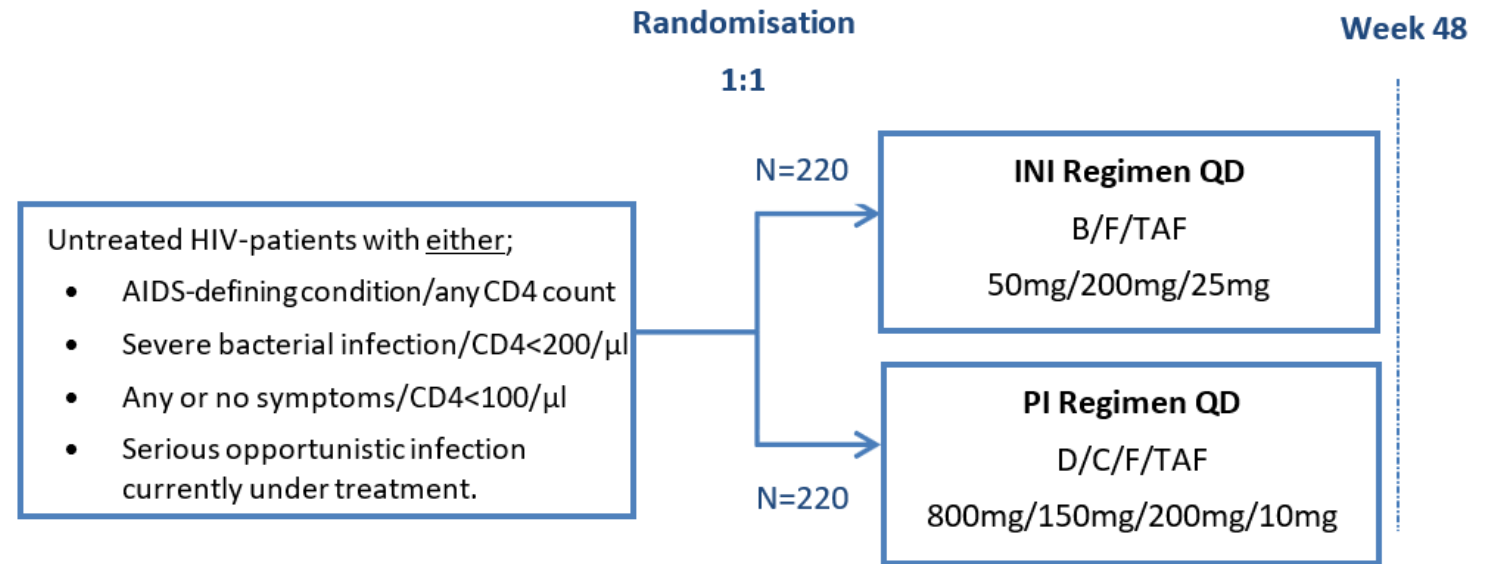 Randomisation
1:1
Week 48
Untreated HIV-patients with either;
• AIDS-defining condition/any CD4 count
• Severe bacterial infection/CD4<200/µl
• Any or no symptoms/CD4<100/µl
• Serious opportunistic infection
currently under treatment.
N=220
INI Regimen QD
B/F/TAF
50mg/200mg/25mg
N=220
PI Regimen QD
D/C/F/TAF
800mg/150mg/200mg/10mg